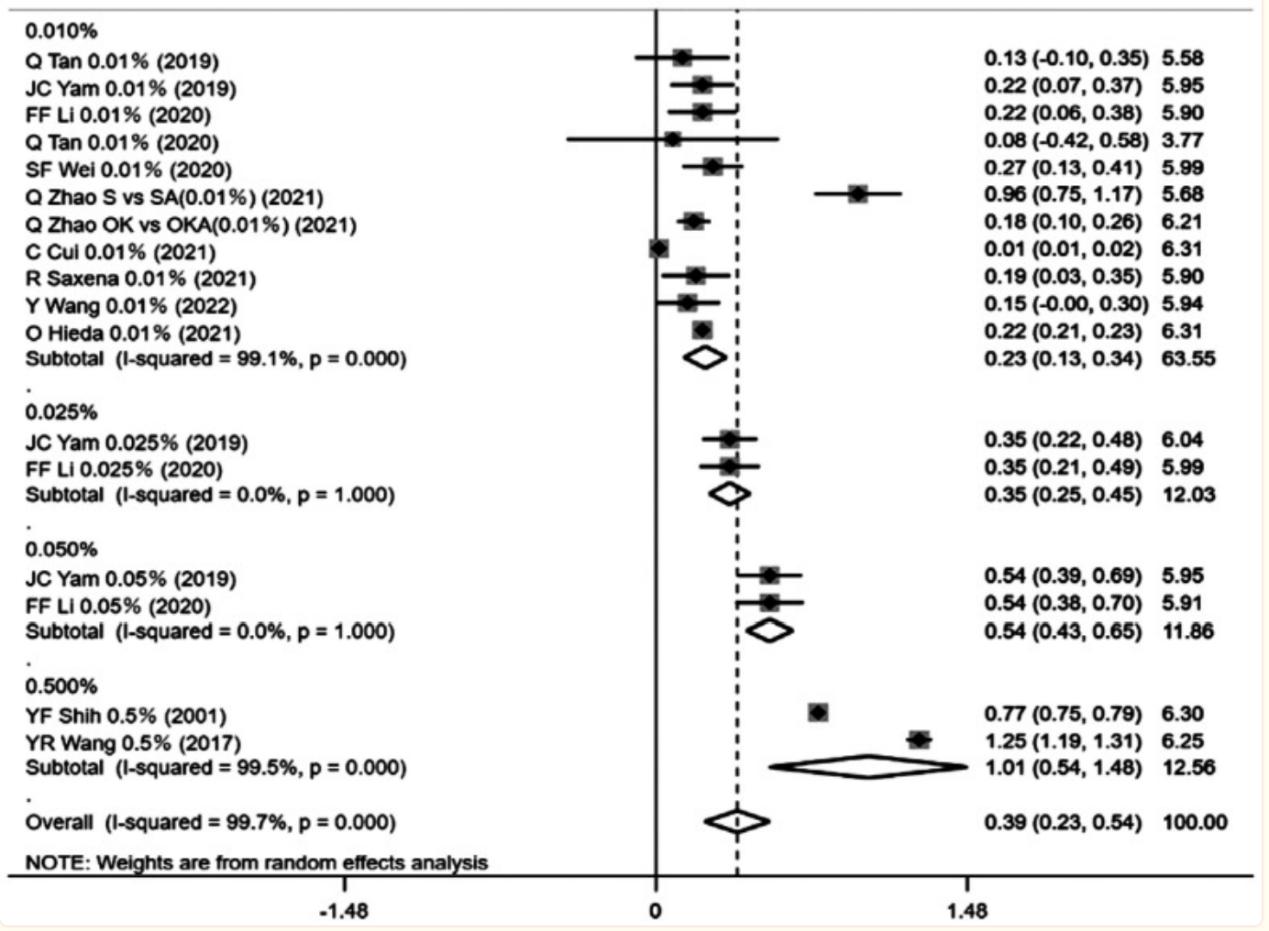 0.010%
Q Tan 0.01% (2019) 0.13 (-0.10, 0.35) 5.58
JC Yam 0.01% (2019) 0.22 (0.07, 0.37) 5.95
FF Li 0.01% (2020) 0.22 (0.06, 0.38) 5.90
Q Tan 0.01% (2020) 0.08 (-0.42, 0.58) 3.77
SF Wei 0.01% (2020) 0.27 (0.13, 0.41) 5.99
Q Zhao S vs SA(0.01%) (2021) 0.96 (0.75, 1.17) 5.68
Q Zhao OK vs OKA(0.01%) (2021) 0.18 (0.10, 0.26) 6.21
C Cui 0.01% (2021) 0.01 (0.01, 0.02) 6.31
R Saxena 0.01% (2021) 0.19 (0.03, 0.35) 5.90
Y Wang 0.01% (2022) 0.15 (-0.00, 0.30) 5.94
O Hieda 0.01% (2021) 0.22 (0.21, 0.23) 6.31
Subtotal (I-squared = 99.1%, p = 0.000) 0.23 (0.13, 0.34) 63.55
.
0.025%
JC Yam 0.025% (2019) 0.35 (0.22, 0.48) 6.04
FF Li 0.025% (2020) 0.35 (0.21, 0.49) 5.99
Subtotal (I-squared = 0.0%, p = 1.000) 0.35 (0.25, 0.45) 12.03
.
0.050%
JC Yam 0.05% (2019) 0.54 (0.39, 0.69) 5.95
FF Li 0.05% (2020) 0.54 (0.38, 0.70) 5.91
Subtotal (I-squared = 0.0%, p = 1.000) 0.54 (0.43, 0.65) 11.86
.
0.500%
YF Shih 0.5% (2001) 0.77 (0.75, 0.79) 6.30
YR Wang 0.5% (2017) 1.25 (1.19, 1.31) 6.25
Subtotal (I-squared = 99.5%, p = 0.000) 1.01 (0.54, 1.48) 12.56
.
Overall (I-squared = 99.7%, p = 0.000) 0.39 (0.23, 0.54) 100.00
NOTE: Weights are from random effects analysis
-1.48 0 1.48